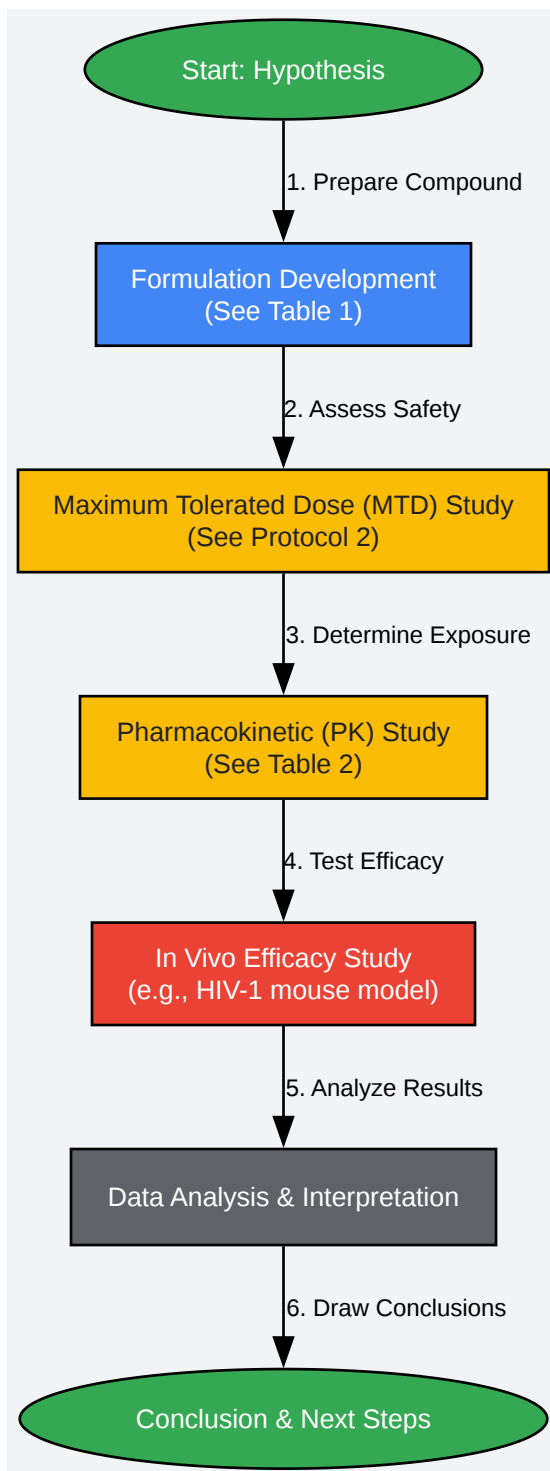 Start: Hypothesis
1. Prepare Compound
Formulation Development
(See Table 1)
2. Assess Safety
Maximum Tolerated Dose (MTD) Study
(See Protocol 2)
3. Determine Exposure
Pharmacokinetic (PK) Study
(See Table 2)
4. Test Efficacy
In Vivo Efficacy Study
(e.g., HIV-1 mouse model)
5. Analyze Results
Data Analysis & Interpretation
6. Draw Conclusions
Conclusion & Next Steps